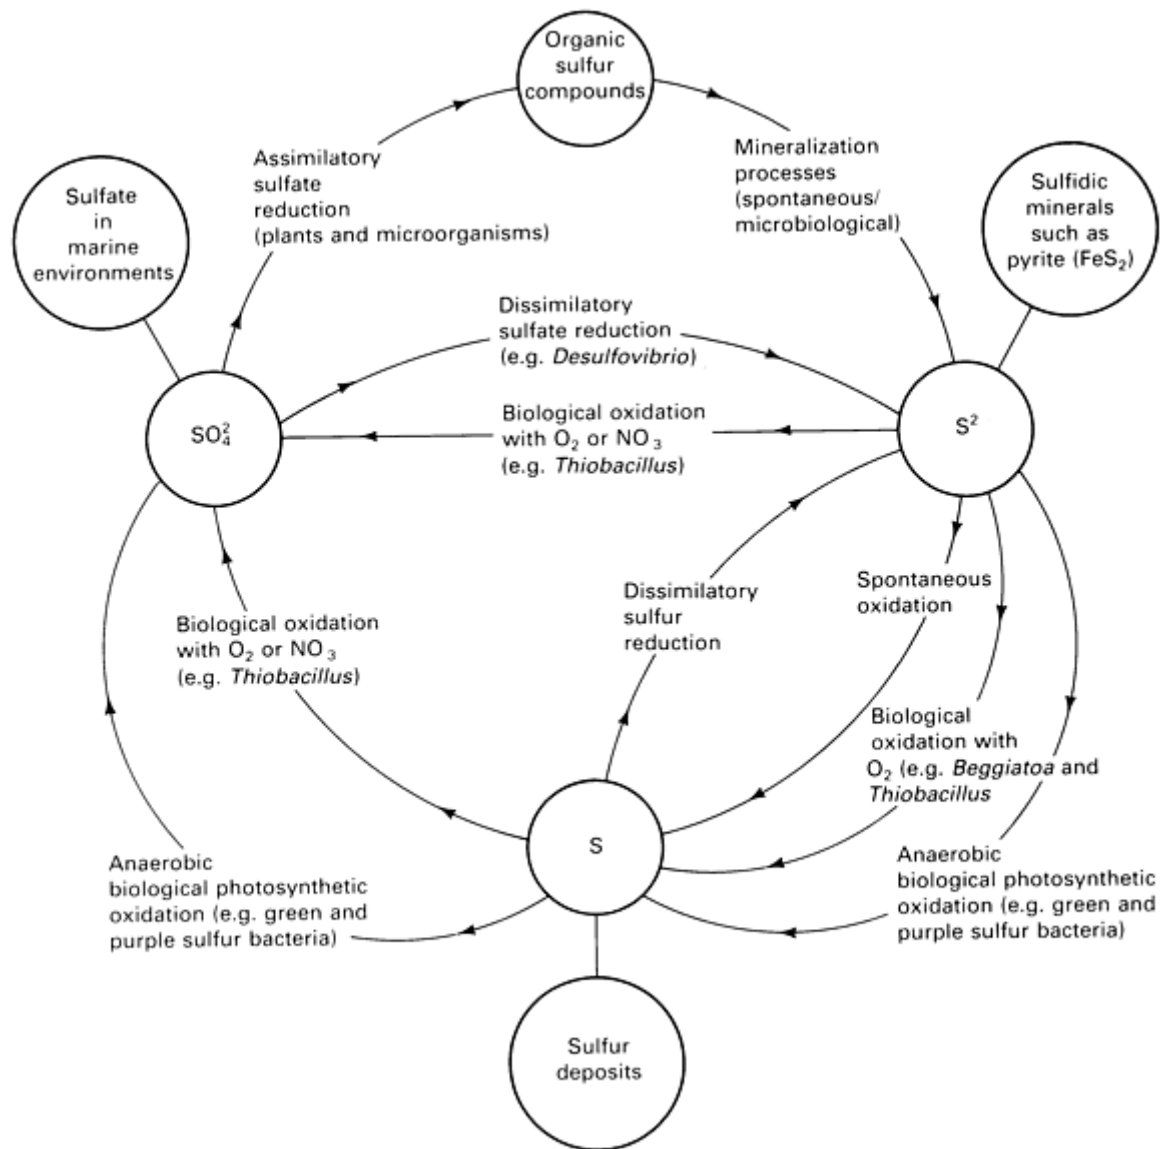 Organic
sulfur
compounds
Assimilatory
sulfate
reduction
(plants and microorganisms)
Mineralization
processes
(spontaneous/
microbiological)
Sulfate
in
marine
environments
Sulfidic
minerals
such as
pyrite (FeS₂)
Dissimilatory
sulfate reduction
(e.g. Desulfovibrio)
SO₄²
Biological oxidation
with O₂ or NO₃
(e.g. Thiobacillus)
S²
Biological oxidation
with O₂ or NO₃
(e.g. Thiobacillus)
Dissimilatory
sulfur
reduction
Spontaneous
oxidation
Biological
oxidation with
O₂ (e.g. Beggiatoa and
Thiobacillus
S
Anaerobic
biological photosynthetic
oxidation (e.g. green and
purple sulfur bacteria)
Anaerobic
biological photosynthetic
oxidation (e.g. green and
purple sulfur bacteria)
Sulfur
deposits